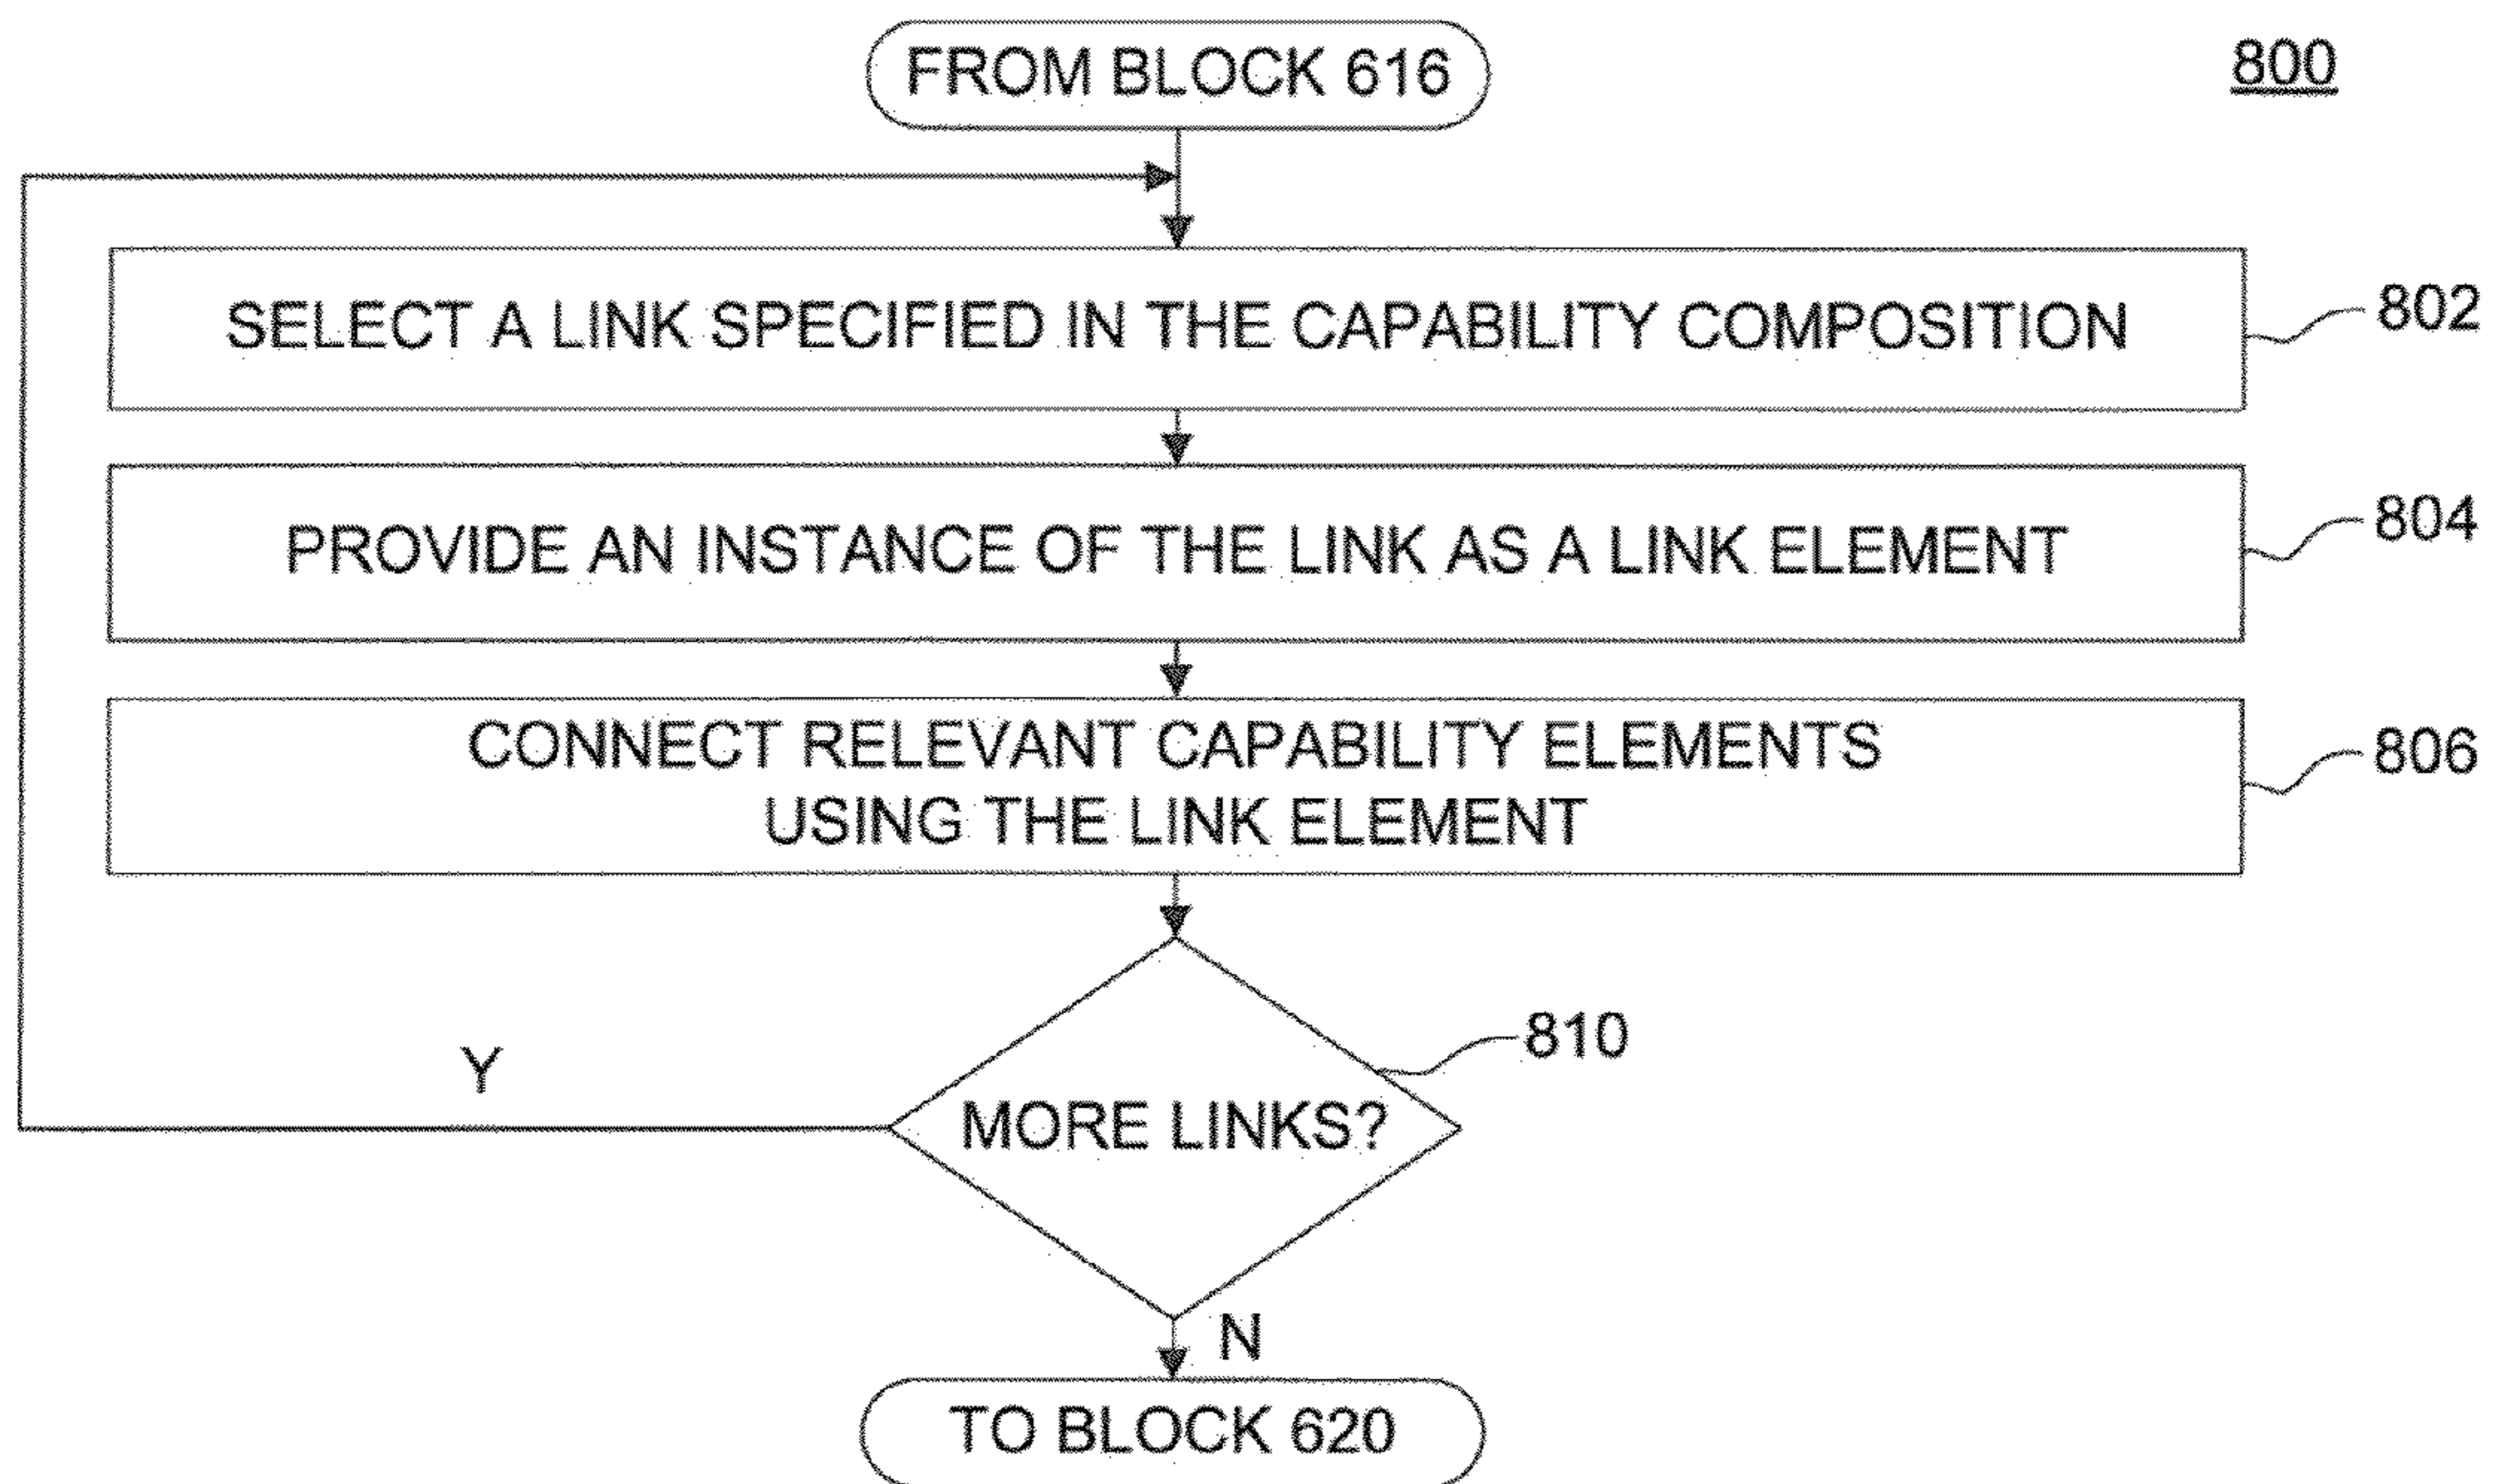 FROM BLOCK 616
800
SELECT A LINK SPECIFIED IN THE CAPABILITY COMPOSITION
802
PROVIDE AN INSTANCE OF THE LINK AS A LINK ELEMENT
804
CONNECT RELEVANT CAPABILITY ELEMENTS
USING THE LINK ELEMENT
806
810
Y
MORE LINKS?
N
TO BLOCK 620